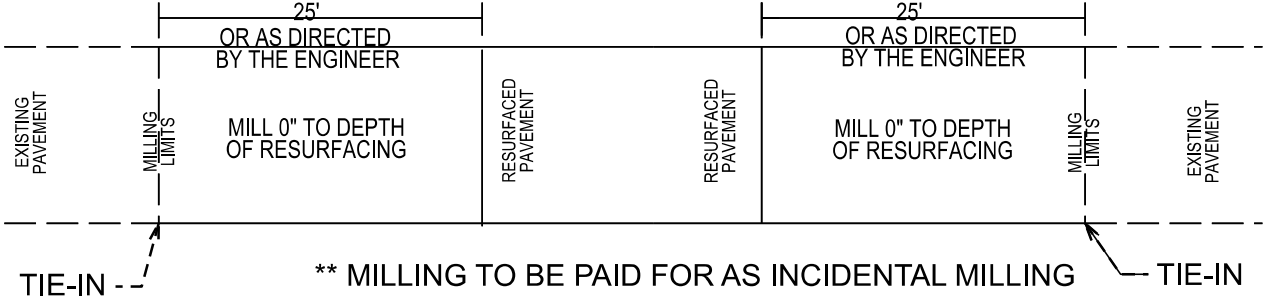 25'
OR AS DIRECTED
BY THE ENGINEER
25'
OR AS DIRECTED
BY THE ENGINEER
EXISTING
PAVEMENT
MILLING
LIMITS
MILL 0" TO DEPTH
OF RESURFACING
RESURFACED
PAVEMENT
RESURFACED
PAVEMENT
MILL 0" TO DEPTH
OF RESURFACING
MILLING
LIMITS
EXISTING
PAVEMENT
TIE-IN
** MILLING TO BE PAID FOR AS INCIDENTAL MILLING
TIE-IN